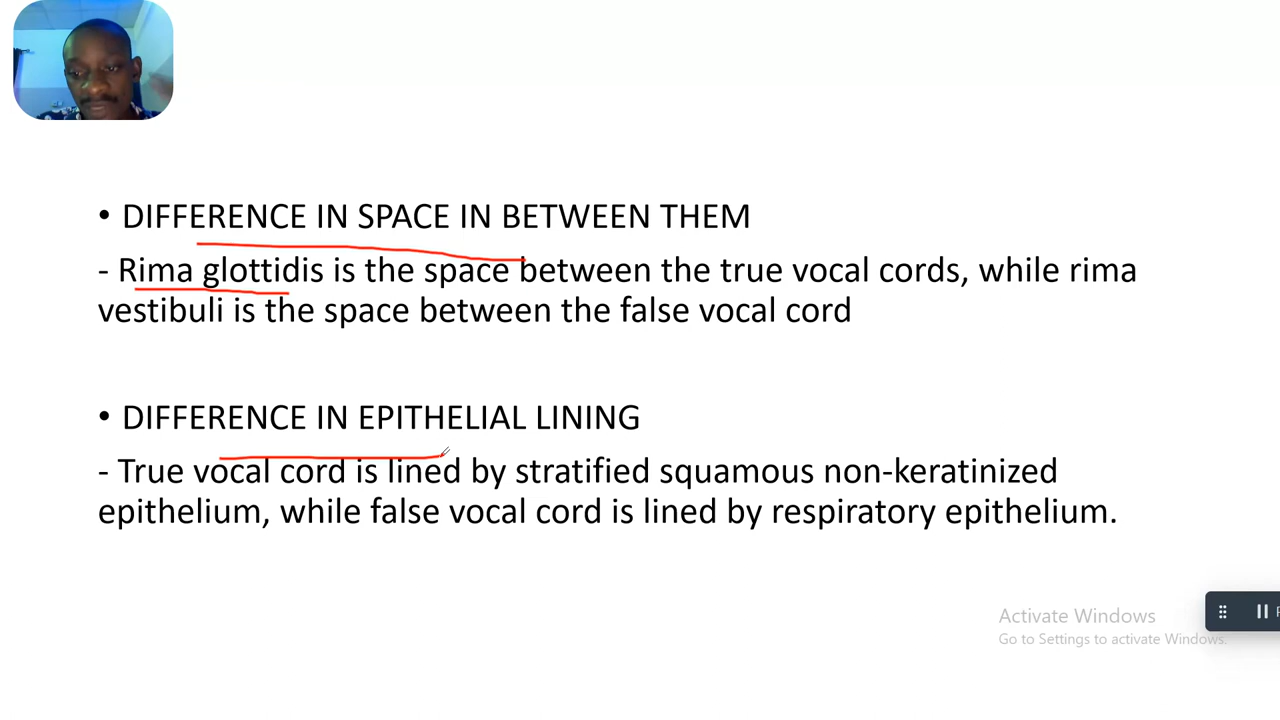 • DIFFERENCE IN SPACE IN BETWEEN THEM
- Rima glottidis is the space between the true vocal cords, while rima
vestibuli is the space between the false vocal cord
• DIFFERENCE IN EPITHELIAL LINING
- True vocal cord is lined by stratified squamous non-keratinized
epithelium, while false vocal cord is lined by respiratory epithelium.
Activate Windows
Go to Settings to activate Windows.